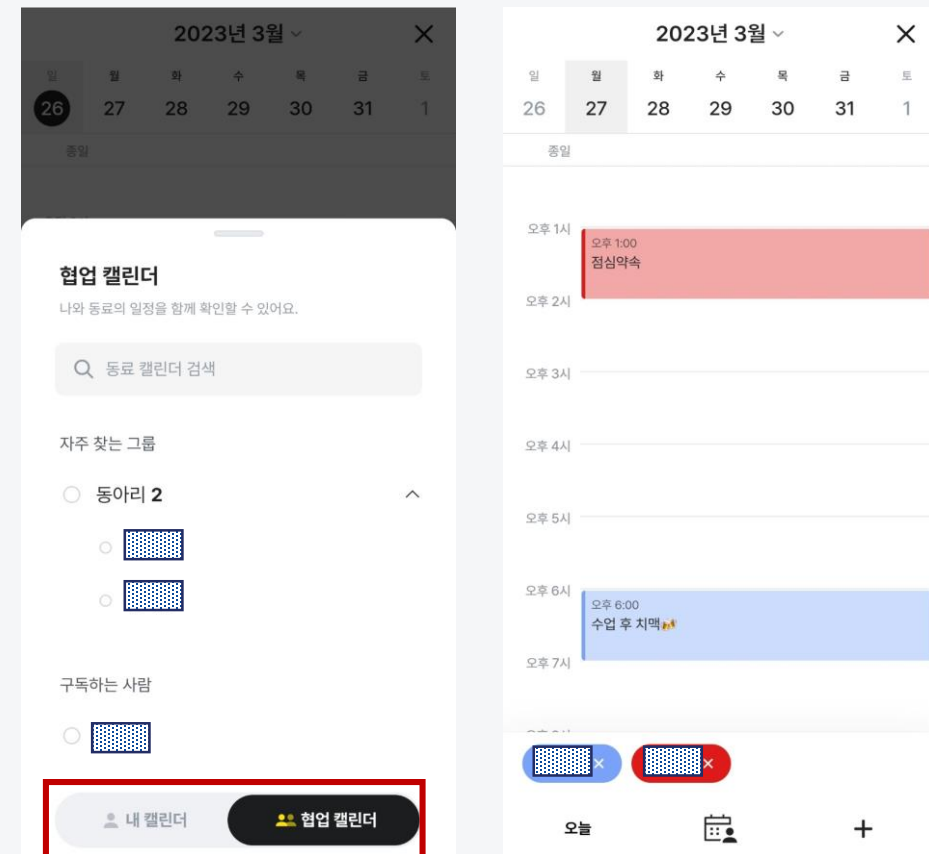 2023년 3월
일 월 화 수 목 금 토
26 27 28 29 30 31 1
종일
협업 캘린더
나와 동료의 일정을 함께 확인할 수 있어요.
동료 캘린더 검색
자주 찾는 그룹
동아리 2
구독하는 사람
내 캘린더
협업 캘린더
2023년 3월
일 월 화 수 목 금 토
26 27 28 29 30 31 1
종일
오후 1시
오후 1:00
점심약속
오후 2시
오후 3시
오후 4시
오후 5시
오후 6시
오후 6:00
수업 후 치맥🍻
오후 7시
오늘